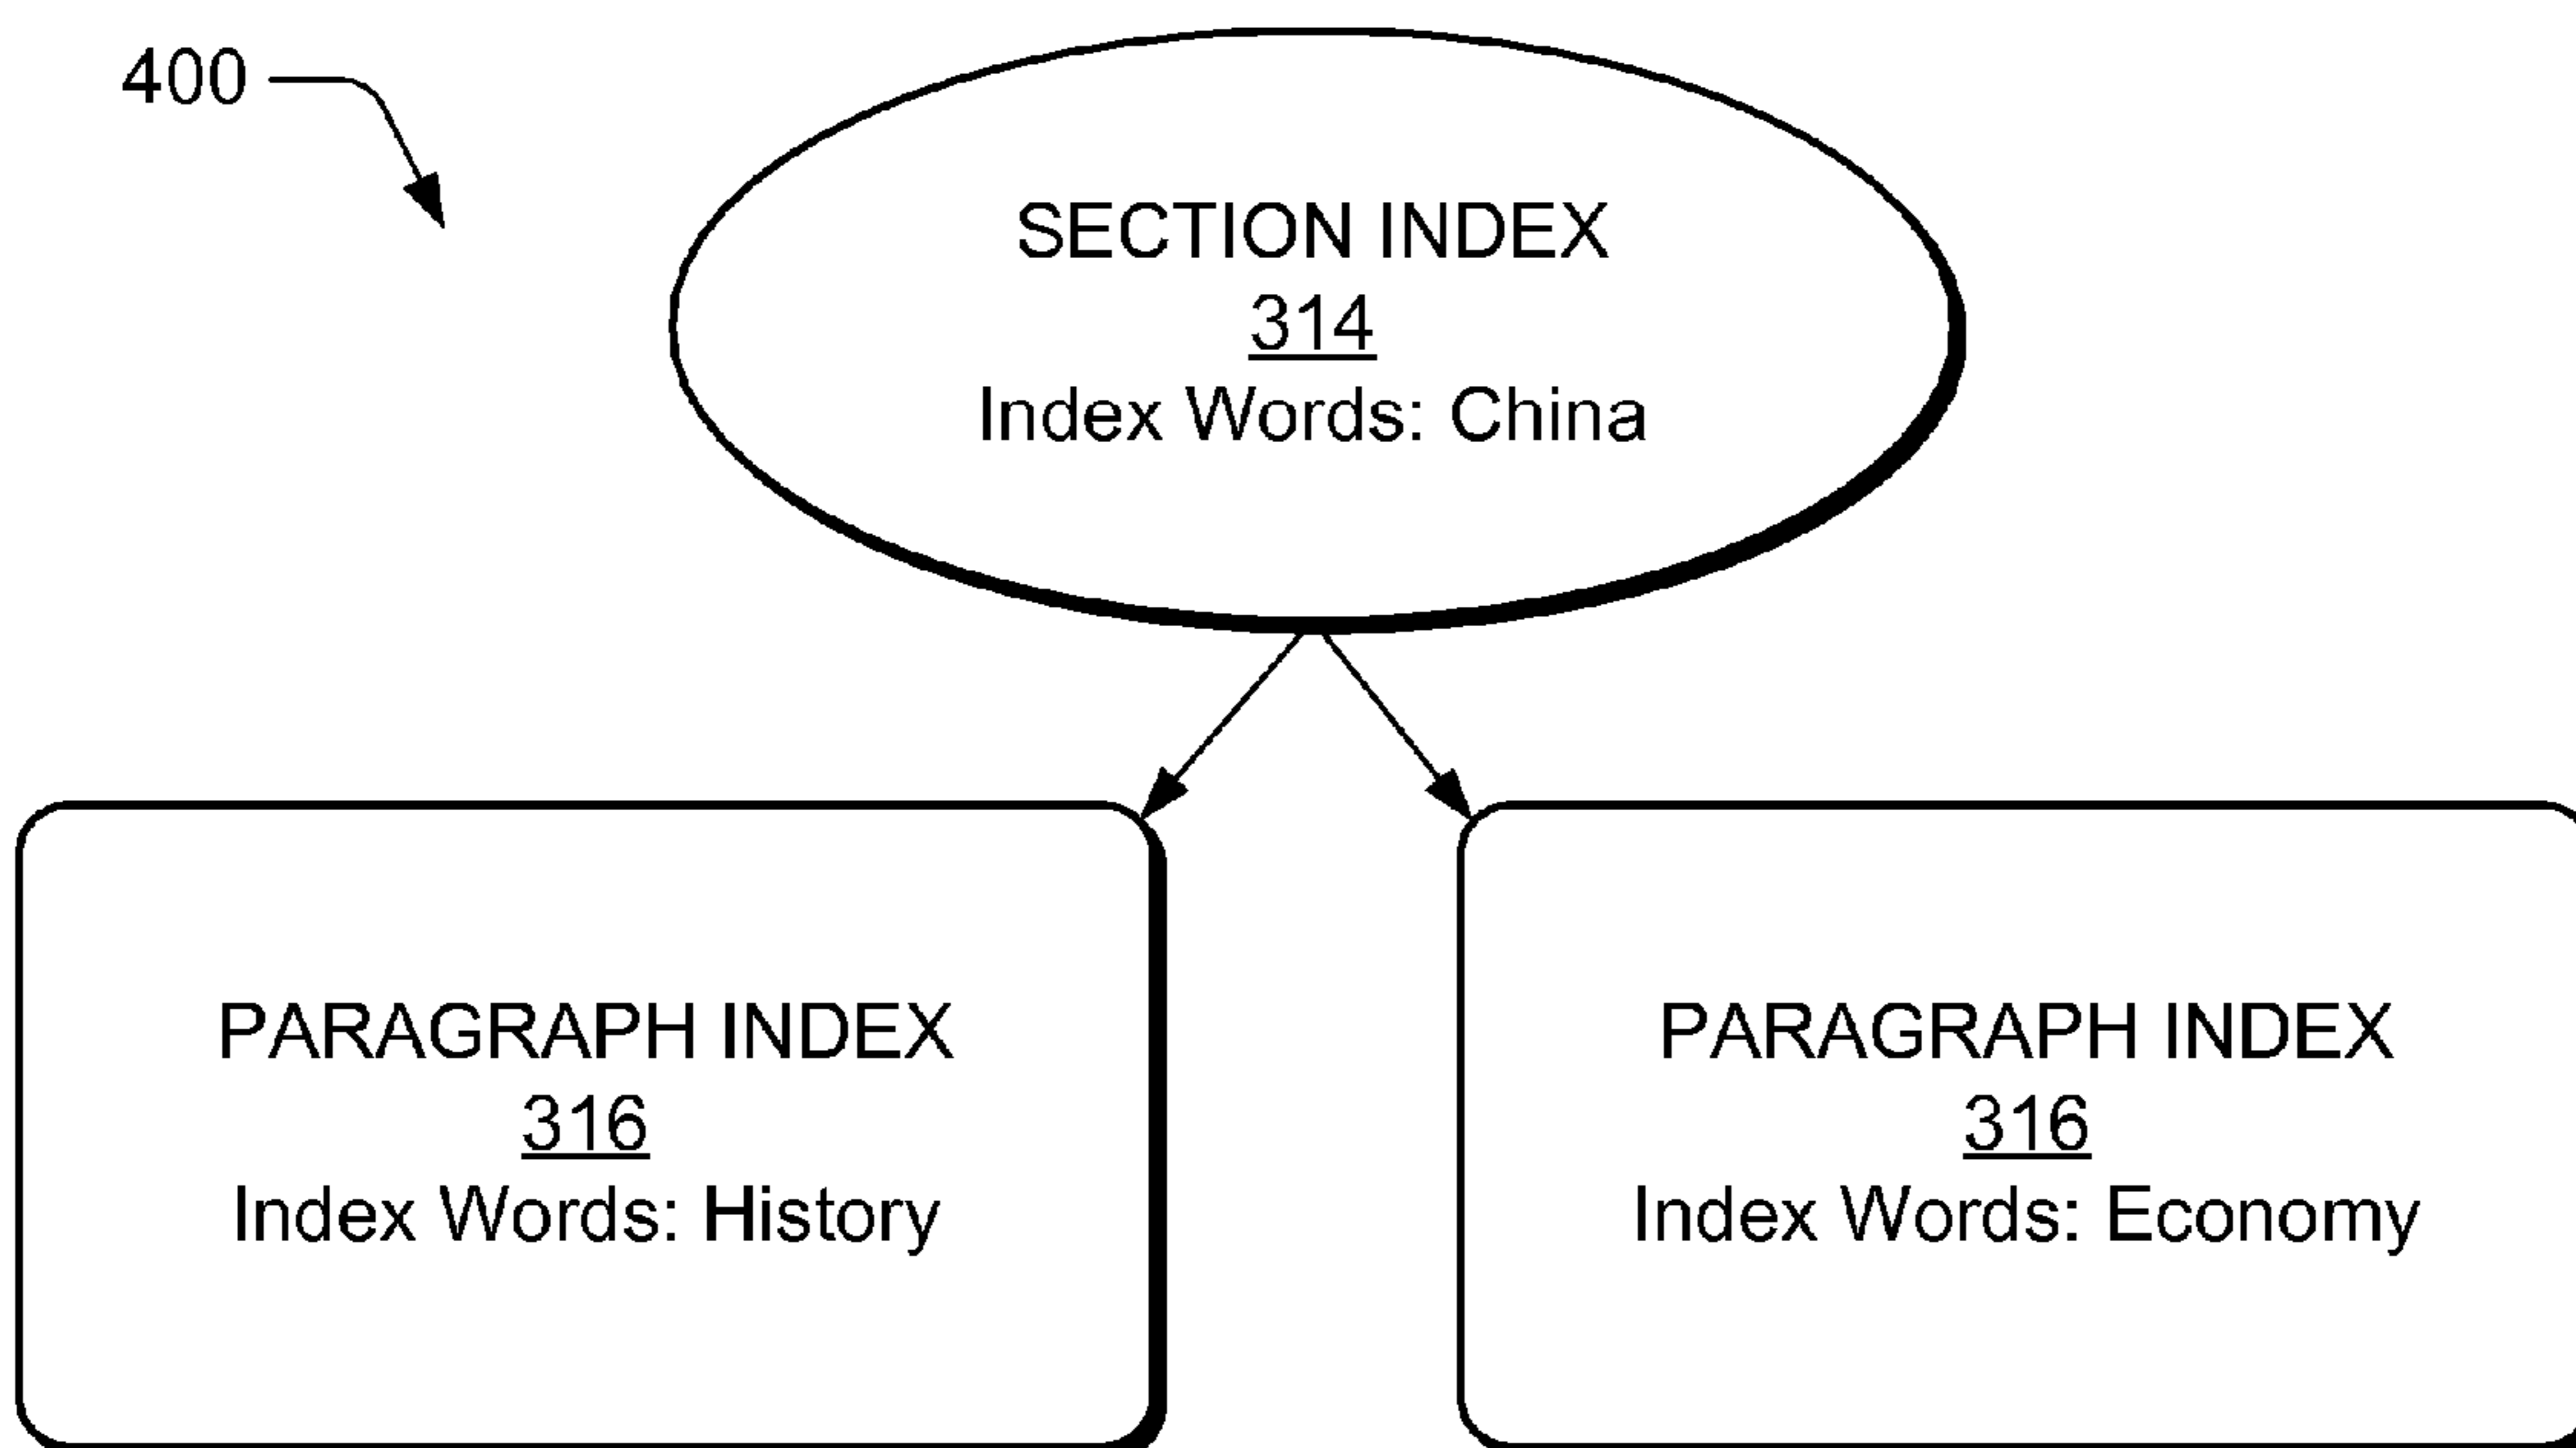 400
SECTION INDEX
314
Index Words: China
PARAGRAPH INDEX
316
Index Words: History
PARAGRAPH INDEX
316
Index Words: Economy